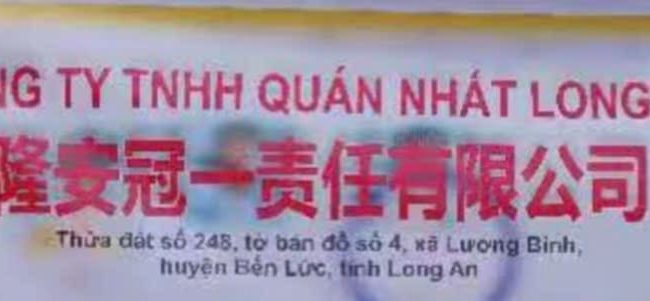 NG TY TNHH QUÁN NHẤT LONG
隆安冠一责任有限公司
Thửa đất số 248, tờ bản đồ số 4, xã Lương Bình,
huyện Bến Lức, tỉnh Long An